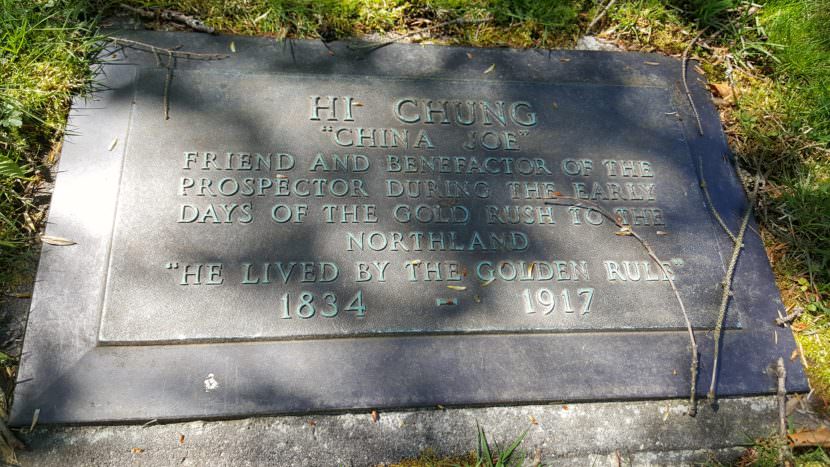 HI CHUNG
"CHINA JOE"
FRIEND AND BENEFACTOR OF THE
PROSPECTOR DURING THE EARLY
DAYS OF THE GOLD RUSH TO THE
NORTHLAND
"HE LIVED BY THE GOLDEN RULE"
1834 - 1917